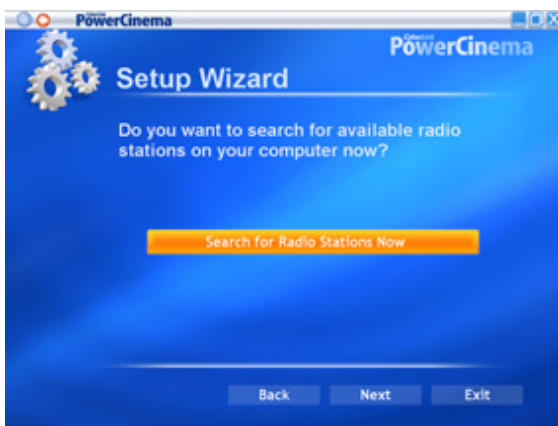 PowerCinema
CyberLink
PowerCinema
Setup Wizard
Do you want to search for available radio
stations on your computer now?
Search for Radio Stations Now
Back Next Exit